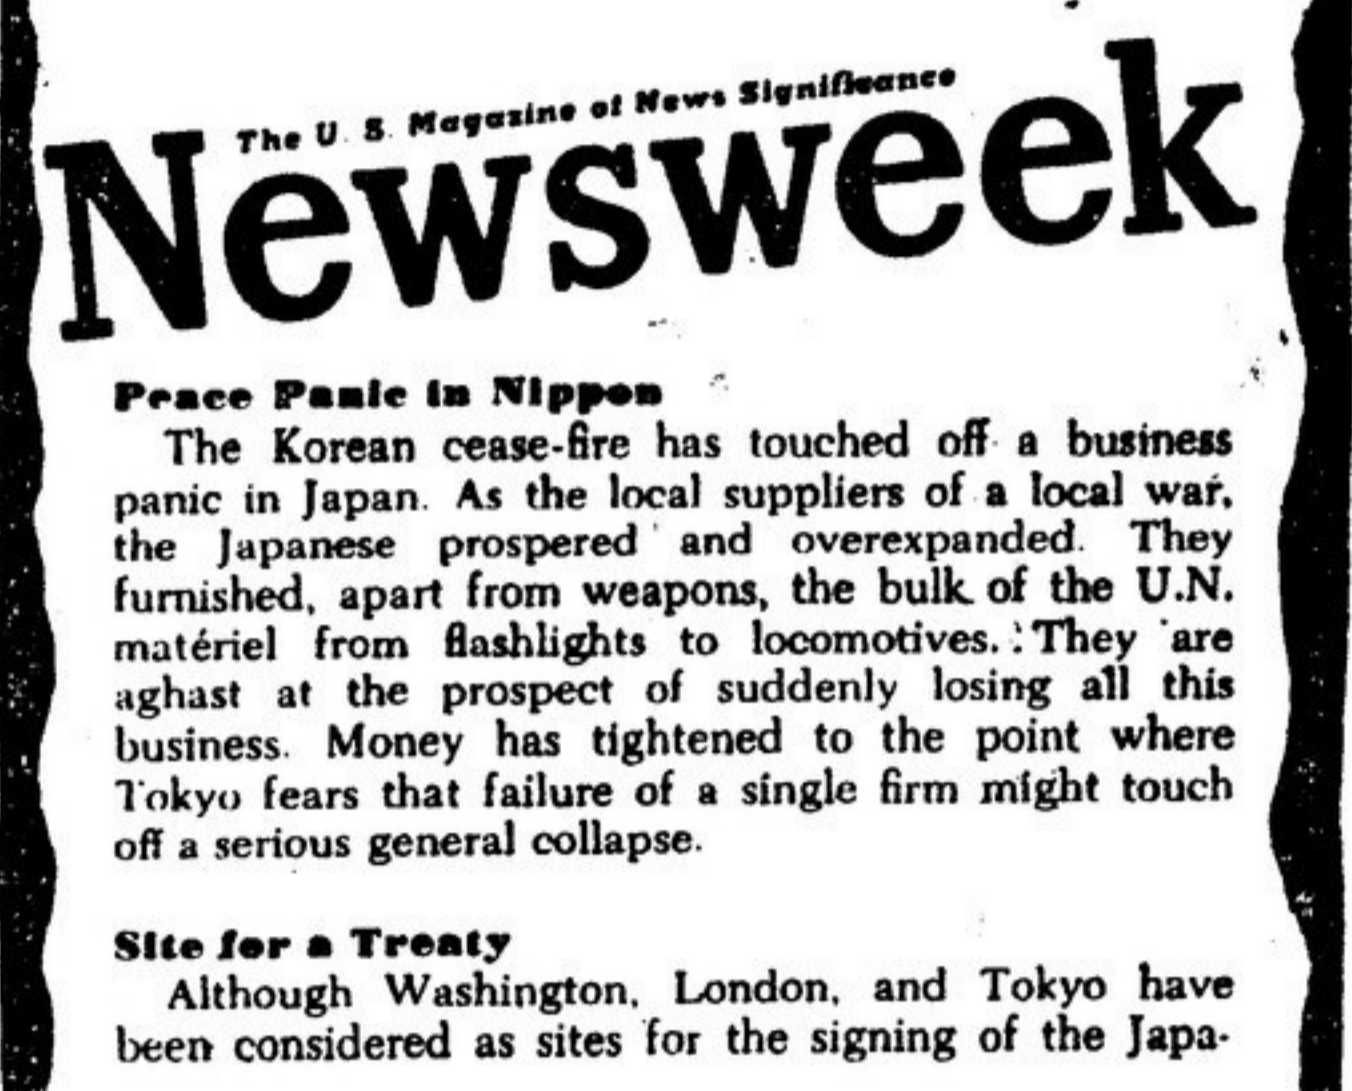 The U. S. Magazine of News Significance
Newsweek
Peace Panic in Nippon
The Korean cease-fire has touched off a business
panic in Japan. As the local suppliers of a local war,
the Japanese prospered and overexpanded. They
furnished, apart from weapons, the bulk of the U.N.
matériel from flashlights to locomotives. They are
aghast at the prospect of suddenly losing all this
business. Money has tightened to the point where
Tokyo fears that failure of a single firm might touch
off a serious general collapse.
Site for a Treaty
Although Washington, London, and Tokyo have
been considered as sites for the signing of the Japa-